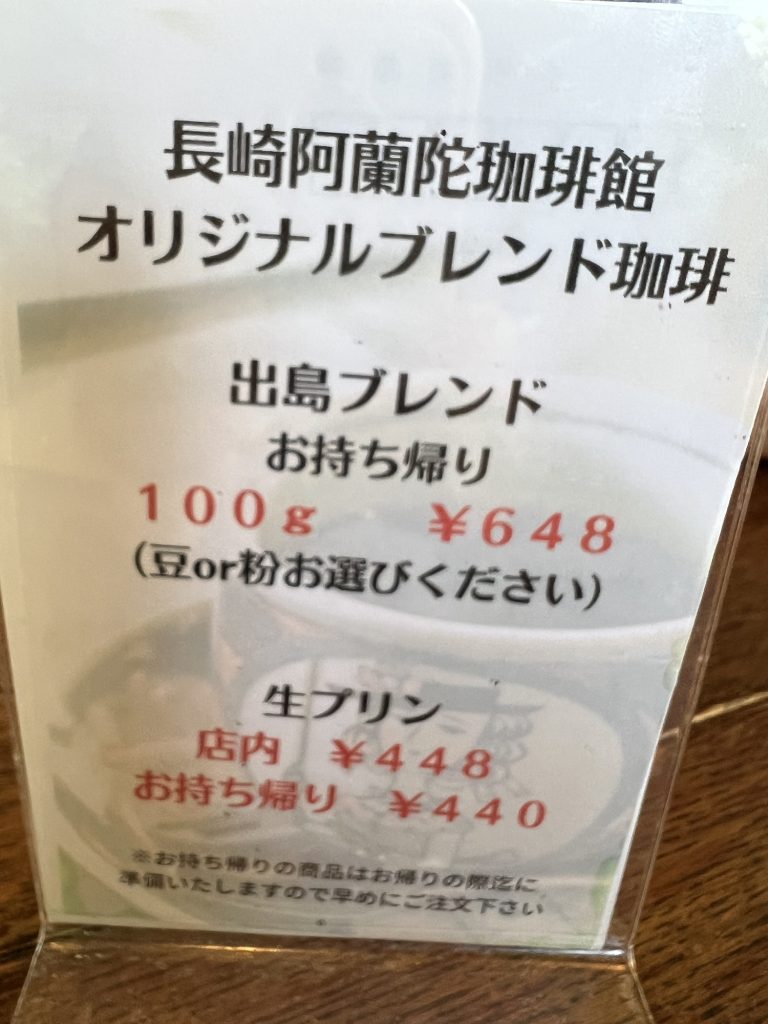 長崎阿蘭陀珈琲館
オリジナルブレンド珈琲
出島ブレンド
お持ち帰り
１００ｇ　￥６４８
（豆or粉お選びください）
生プリン
店内　￥４４８
お持ち帰り　￥４４０
※お持ち帰りの商品はお帰りの際迄に
準備いたしますので早めにご注文下さい